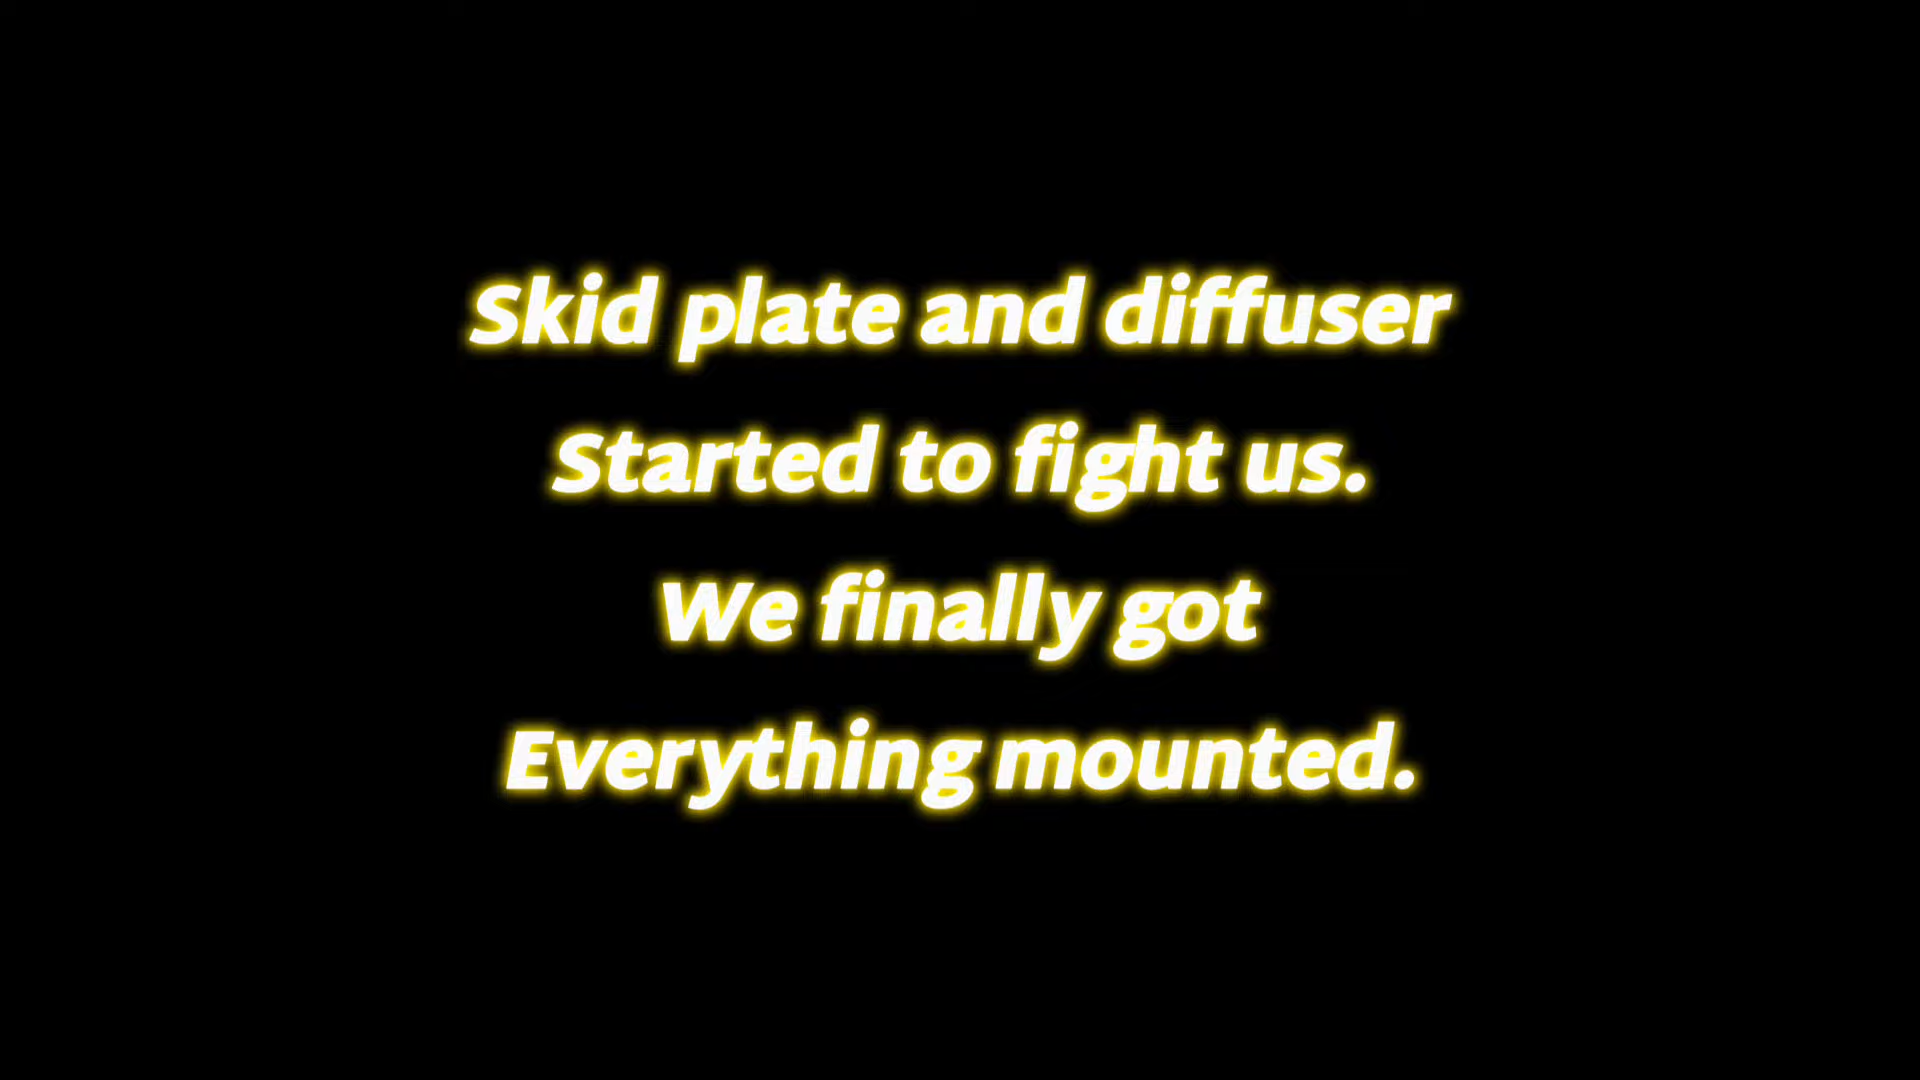 Skid plate and diffuser
Started to fight us.
We finally got
Everything mounted.